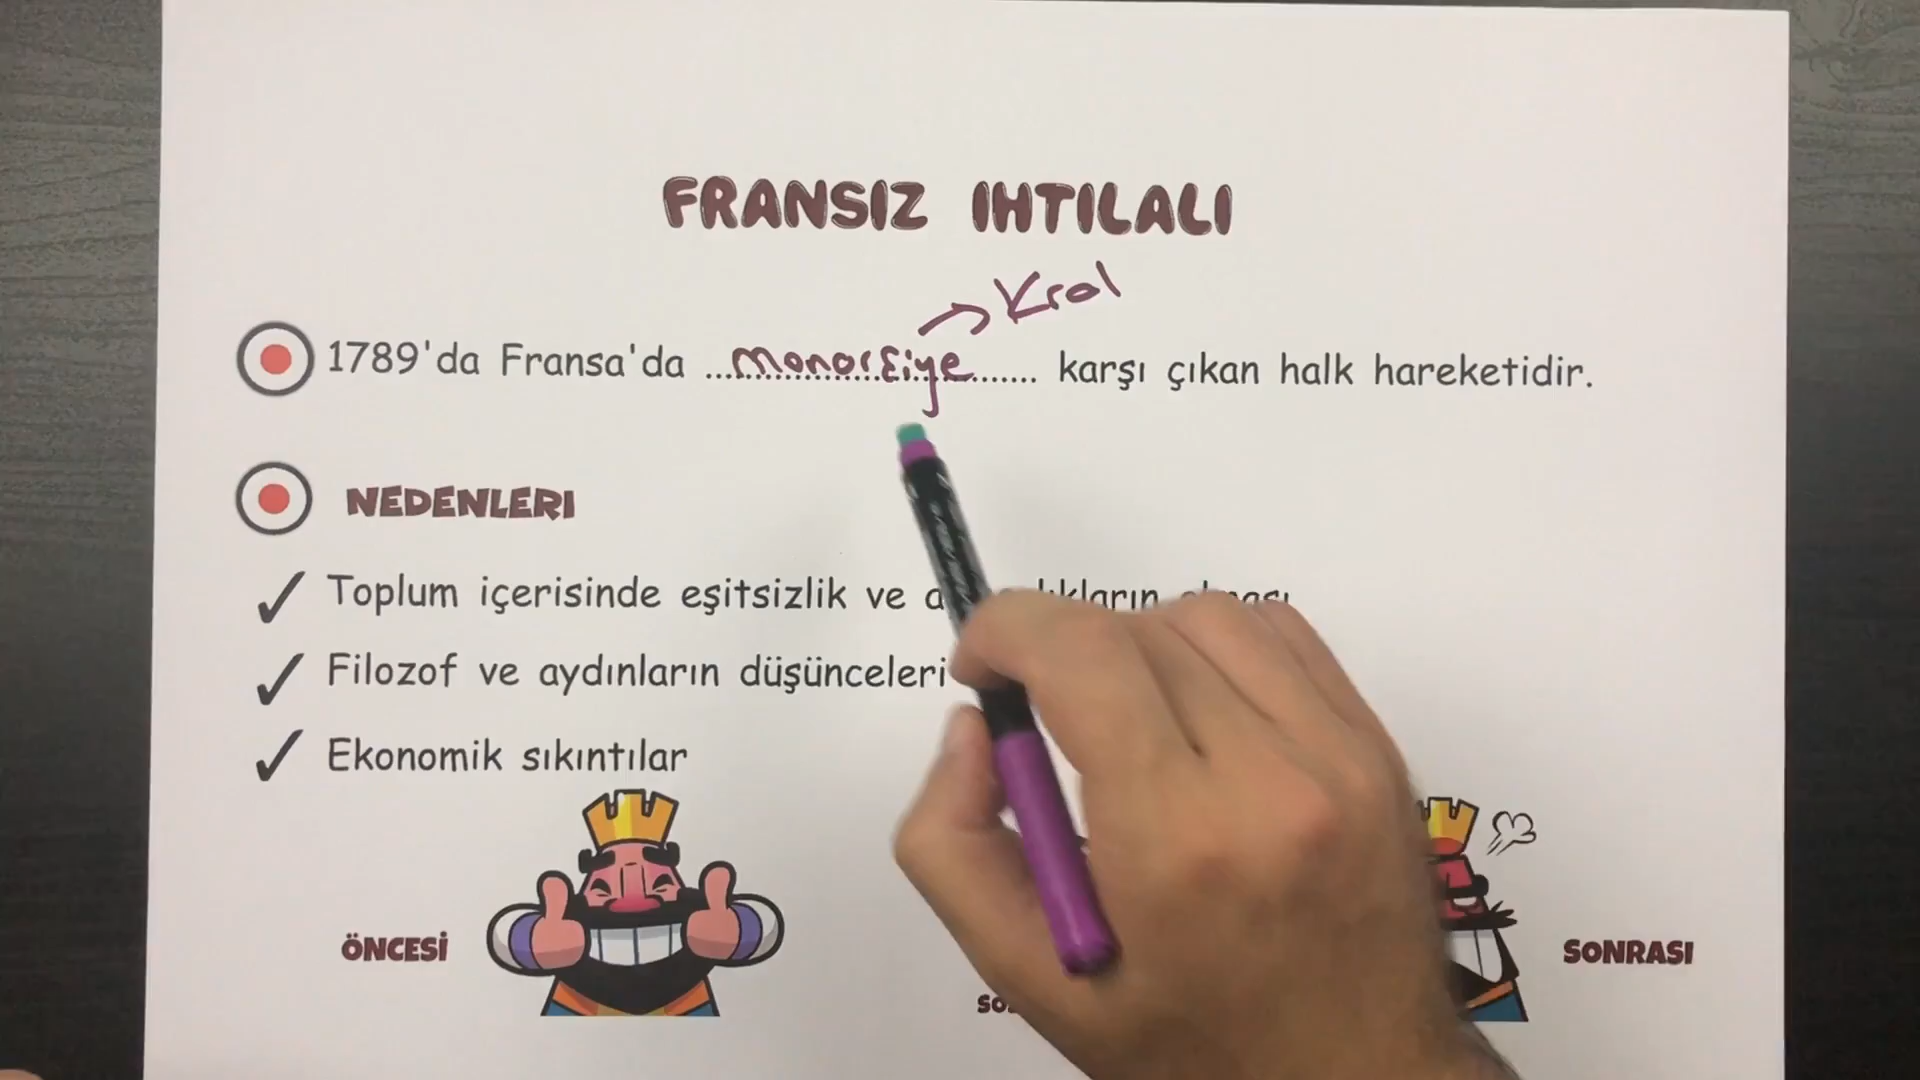 FRANSIZ IHTILALI
Kral
1789'da Fransa'da ...monarşiye....... karşı çıkan halk hareketidir.
NEDENLERI
Toplum içerisinde eşitsizlik ve
Filozof ve aydınların düşünceleri
Ekonomik sıkıntılar
ÖNCESİ
SONRASI